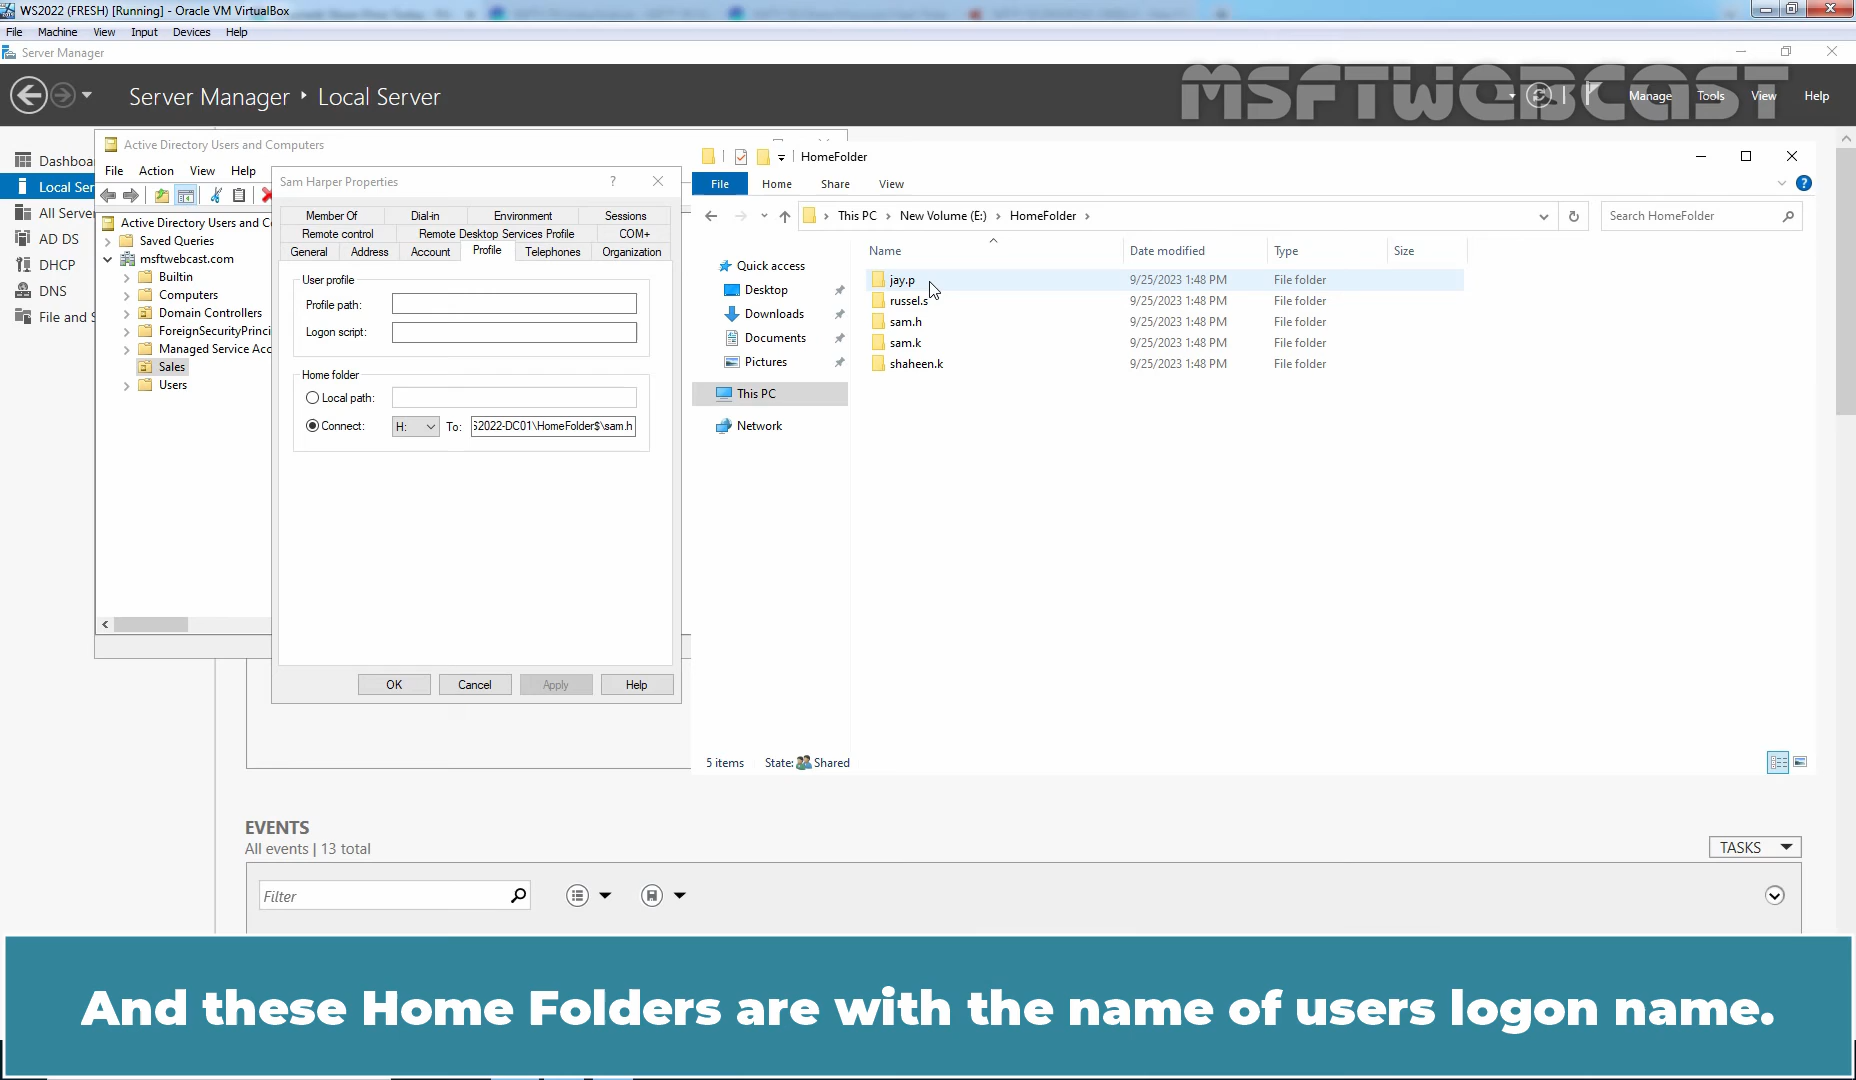 WS2022 (FRESH) [Running] - Oracle VM VirtualBox
File Machine View Input Devices Help
Server Manager
Server Manager Local Server
MSFTWEBCAST
Manage Tools View Help
Dashboa
Local Ser
All Server
AD DS
DHCP
DNS
File and S
Active Directory Users and Computers
File Action View Help
Active Directory Users and Co
Saved Queries
msftwebcast.com
Builtin
Computers
Domain Controllers
ForeignSecurityPrinci
Managed Service Acc
Sales
Users
Sam Harper Properties
Member Of Dial-in Environment Sessions
Remote control Remote Desktop Services Profile COM+
General Address Account Profile Telephones Organization
User profile
Profile path:
Logon script:
Home folder
Local path:
Connect: H: To: S2022-DC01\HomeFolder$\sam.h
OK Cancel Apply Help
HomeFolder
File Home Share View
This PC New Volume (E:) HomeFolder
Search HomeFolder
Quick access
Desktop
Downloads
Documents
Pictures
This PC
Network
Name Date modified Type Size
jay.p 9/25/2023 1:48 PM File folder
russel.s 9/25/2023 1:48 PM File folder
sam.h 9/25/2023 1:48 PM File folder
sam.k 9/25/2023 1:48 PM File folder
shaheen.k 9/25/2023 1:48 PM File folder
5 items State: Shared
EVENTS
All events | 13 total
TASKS
Filter
And these Home Folders are with the name of users logon name.